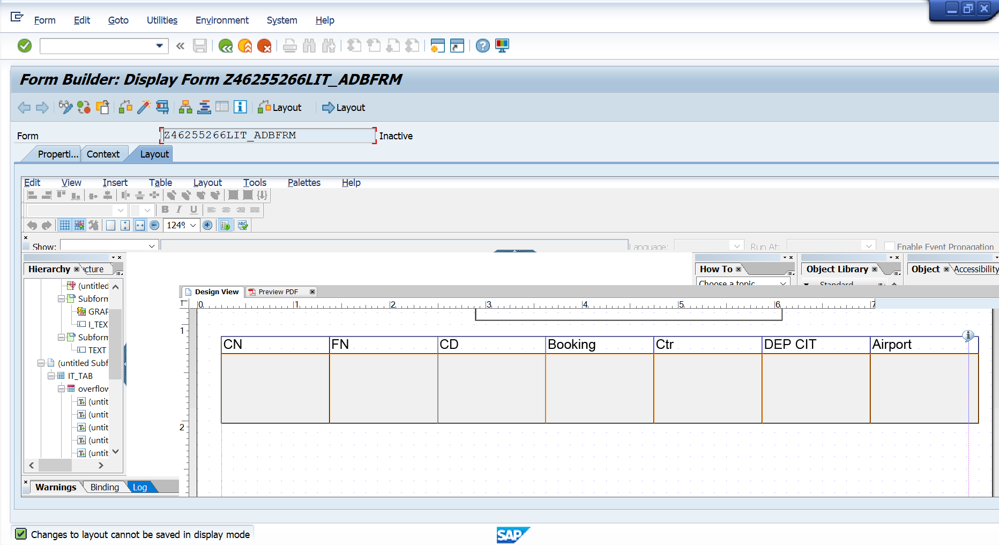 Form Edit Goto Utilities Environment System Help
Form Builder: Display Form Z46255266LIT_ADBFRM
Layout Layout
Form Z46255266LIT_ADBFRM Inactive
Properti... Context Layout
Edit View Insert Table Layout Tools Palettes Help
B I U
124%
Show: Language: Run At: Enable Event Propagation
Hierarchy cture How To Object Library Object Accessibility
Choose a topic Standard
(untitled
Subform
GRAP
I_TEX
Subform
TEXT
(untitled Subf
IT_TAB
overflow
(untit
(untit
(untit
(untit
(untit
Design View Preview PDF
0 1 2 3 4 5 6 7
1
CN FN CD Booking Ctr DEP CIT Airport
2
Warnings Binding Log
Changes to layout cannot be saved in display mode
SAP